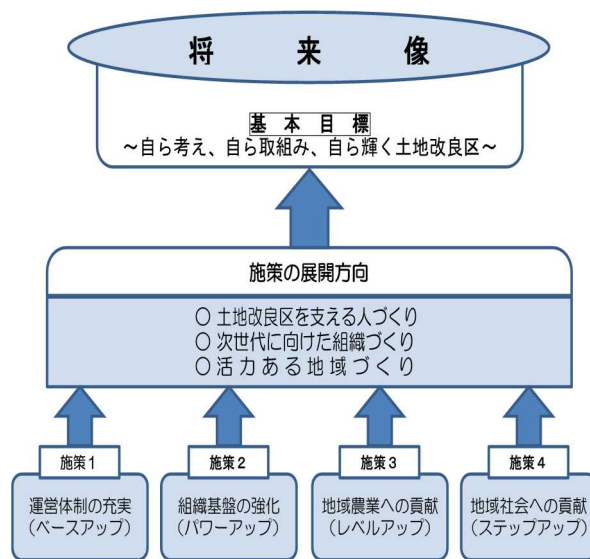 将来像
基本目標
～自ら考え、自ら取組み、自ら輝く土地改良区～
施策の展開方向
○ 土地改良区を支える人づくり
○ 次世代に向けた組織づくり
○ 活力ある地域づくり
施策1
運営体制の充実
（ベースアップ）
施策2
組織基盤の強化
（パワーアップ）
施策3
地域農業への貢献
（レベルアップ）
施策4
地域社会への貢献
（ステップアップ）